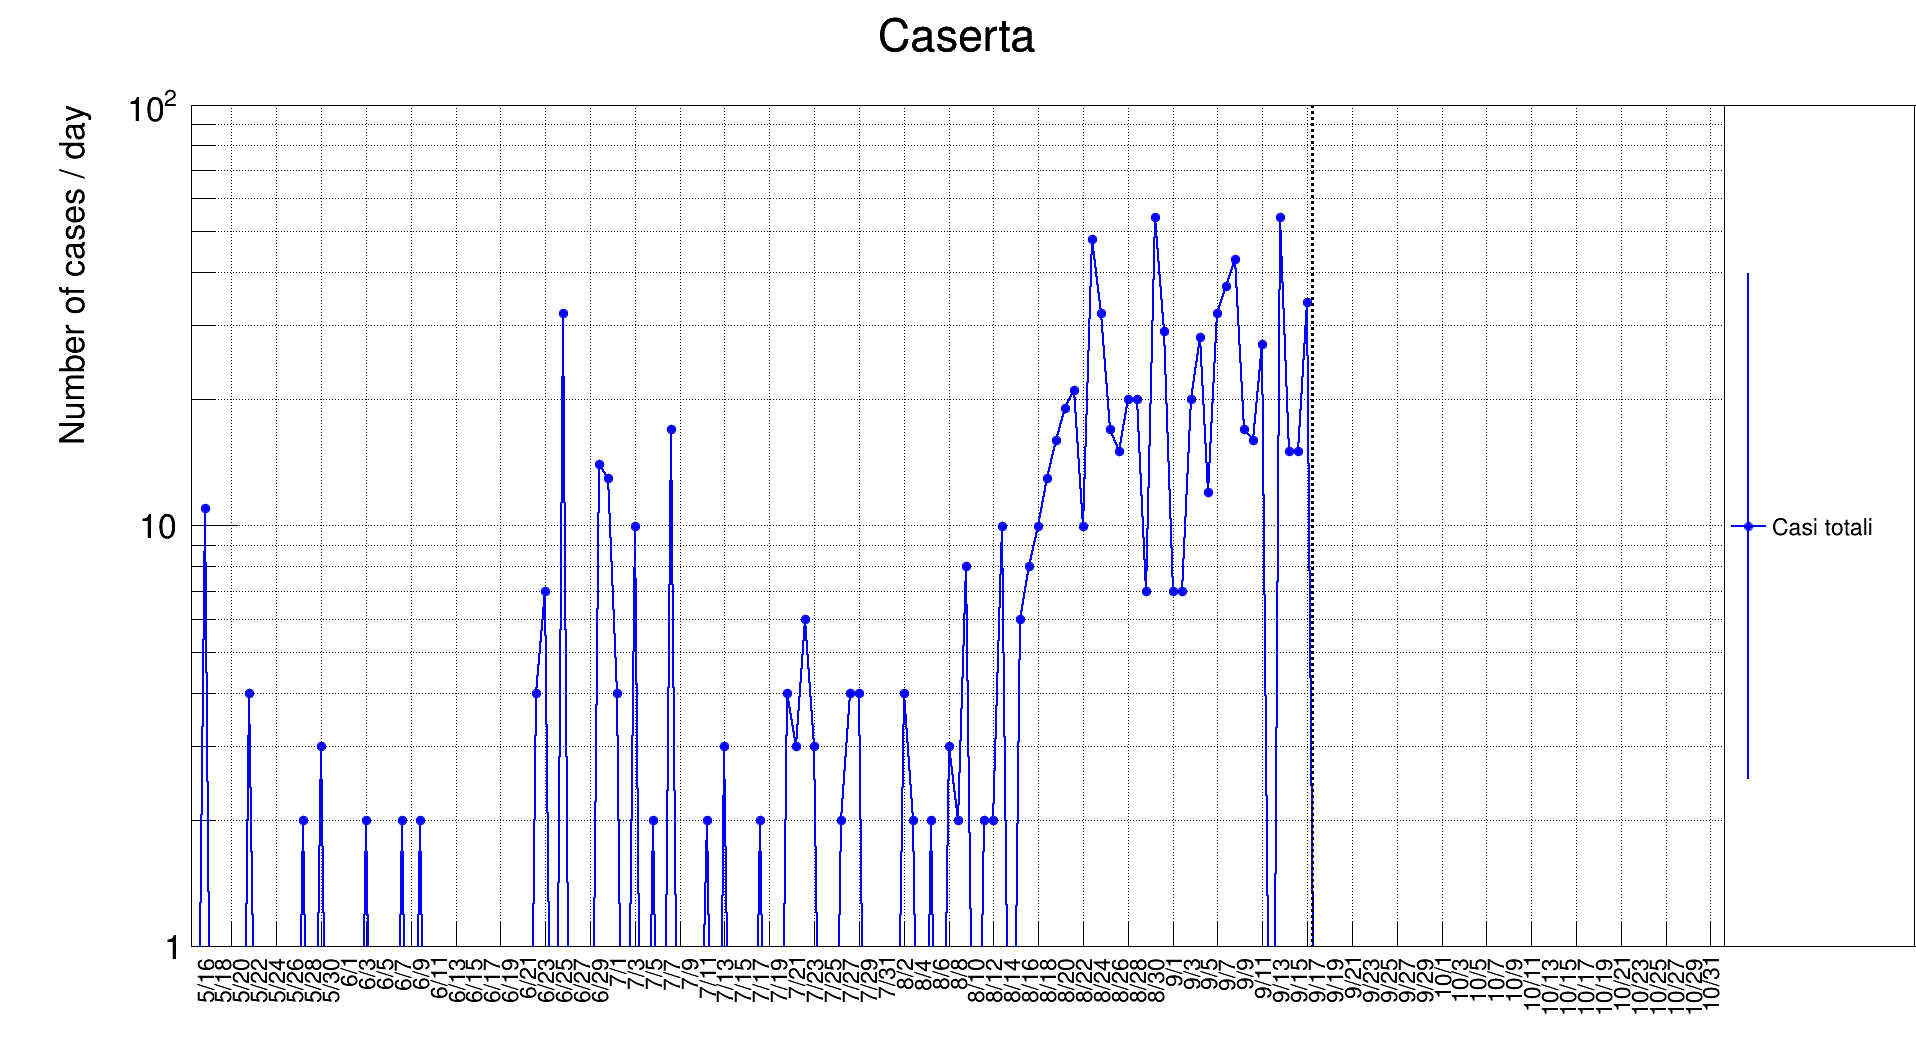 Caserta
Number of cases / day
10²
10
1
5/16 5/18 5/20 5/22 5/24 5/26 5/28 5/30 6/1 6/3 6/5 6/7 6/9 6/11 6/13 6/15 6/17 6/19 6/21 6/23 6/25 6/29 7/1 7/3 7/5 7/7 7/9 7/11 7/13 7/15 7/17 7/19 7/21 7/23 7/25 7/27 7/29 7/31 8/2 8/4 8/6 8/8 8/10 8/12 8/14 8/16 8/18 8/20 8/22 8/24 8/26 8/28 8/30 9/1 9/3 9/5 9/7 9/9 9/11 9/13 9/15 9/17 9/19 9/21 9/23 9/25 9/27 9/29 10/1 10/3 10/5 10/7 10/9 10/11 10/13 10/15 10/17 10/19 10/21 10/23 10/25 10/27 10/29 10/31
Casi totali